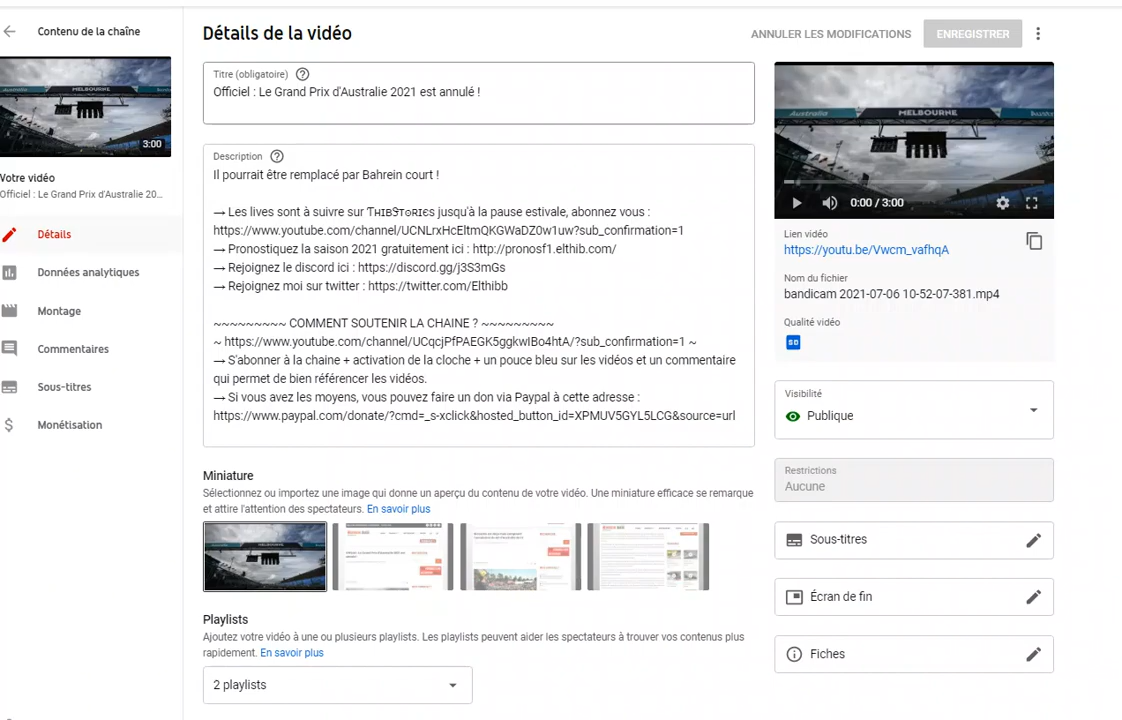 Contenu de la chaîne
Détails de la vidéo
ANNULER LES MODIFICATIONS
ENREGISTRER
3:00
Votre vidéo
Officiel : Le Grand Prix d'Australie 20...
Détails
Données analytiques
Montage
Commentaires
Sous-titres
Monétisation
Titre (obligatoire)
Officiel : Le Grand Prix d'Australie 2021 est annulé !
Description
Il pourrait être remplacé par Bahrein court !
→ Les lives sont à suivre sur jusqu'à la pause estivale, abonnez vous :
https://www.youtube.com/channel/UCNLrxHcEltmQKGWaDZ0w1uw?sub_confirmation=1
→ Pronostiquez la saison 2021 gratuitement ici : http://pronosf1.elthib.com/
→ Rejoignez le discord ici : https://discord.gg/j3S3mGs
→ Rejoignez moi sur twitter : https://twitter.com/Elthibb
~~~~~~~~~ COMMENT SOUTENIR LA CHAINE ? ~~~~~~~~~
~ https://www.youtube.com/channel/UCqcjPfPAEGK5ggkwIBo4htA/?sub_confirmation=1 ~
→ S'abonner à la chaine + activation de la cloche + un pouce bleu sur les vidéos et un commentaire
qui permet de bien référencer les vidéos.
→ Si vous avez les moyens, vous pouvez faire un don via Paypal à cette adresse :
https://www.paypal.com/donate/?cmd=_s-xclick&hosted_button_id=XPMUV5GYL5LCG&source=url
Miniature
Sélectionnez ou importez une image qui donne un aperçu du contenu de votre vidéo. Une miniature efficace se remarque
et attire l'attention des spectateurs. En savoir plus
Playlists
Ajoutez votre vidéo à une ou plusieurs playlists. Les playlists peuvent aider les spectateurs à trouver vos contenus plus
rapidement. En savoir plus
2 playlists
Australia
MELBOURNE
0:00 / 3:00
Lien vidéo
https://youtu.be/Vwcm_vafhqA
Nom du fichier
bandicam 2021-07-06 10-52-07-381.mp4
Qualité vidéo
SD
Visibilité
Publique
Restrictions
Aucune
Sous-titres
Écran de fin
Fiches